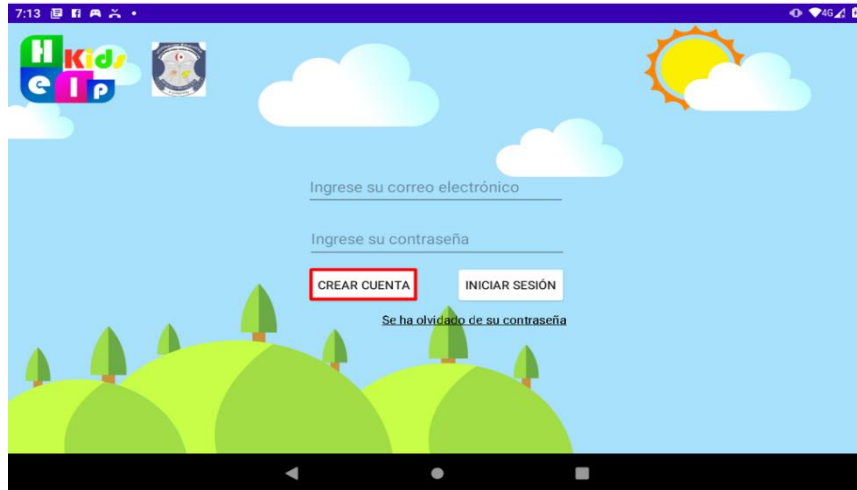 7:13
4G
H Kids
e l p
Ingrese su correo electrónico
Ingrese su contraseña
CREAR CUENTA
INICIAR SESIÓN
Se ha olvidado de su contraseña